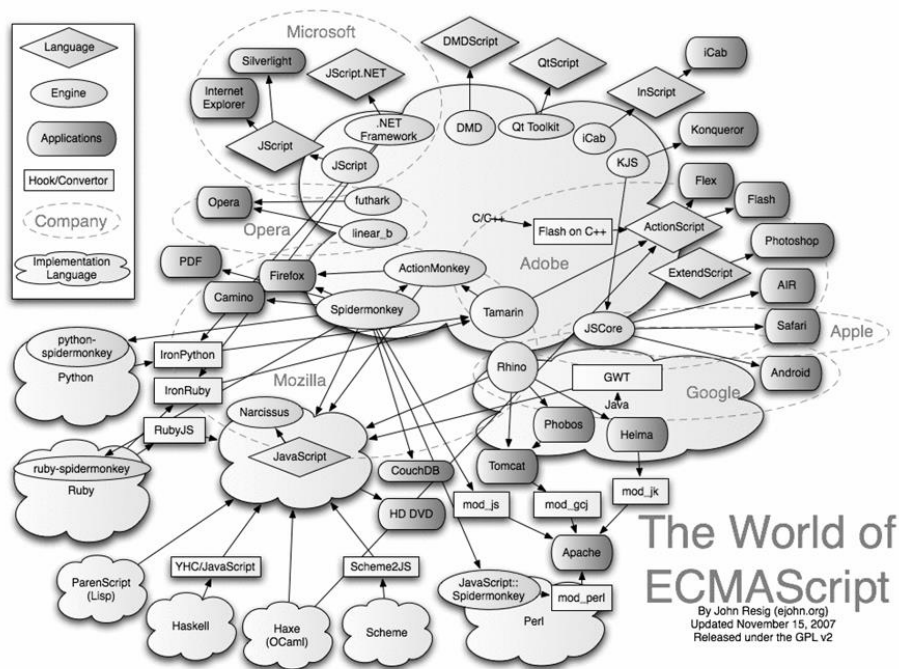 Language
Engine
Applications
Hook/Convertor
Company
Implementation
Language
Microsoft
Silverlight
Internet
Explorer
JScript.NET
JScript
.NET
Framework
JScript
DMDScript
QtScript
iCab
InScript
DMD
Qt Toolkit
iCab
KJS
Konqueror
Opera
Opera
futhark
linear_b
Flex
Flash
C/C++
Flash on C++
ActionScript
Photoshop
Adobe
ExtendScript
AIR
PDF
Firefox
ActionMonkey
Camino
Spidermonkey
Tamarin
JSCore
Safari
Apple
python-
spidermonkey
Python
IronPython
IronRuby
Mozilla
Rhino
GWT
Android
Google
Java
RubyJS
Narcissus
JavaScript
Phobos
Helma
ruby-spidermonkey
Ruby
CouchDB
Tomcat
HD DVD
mod_js
mod_gcj
mod_jk
Apache
ParenScript
(Lisp)
YHC/JavaScript
Scheme2JS
JavaScript::
Spidermonkey
mod_perl
Perl
Haskell
Haxe
(OCaml)
Scheme
The World of
ECMAScript
By John Resig (ejohn.org)
Updated November 15, 2007
Released under the GPL v2